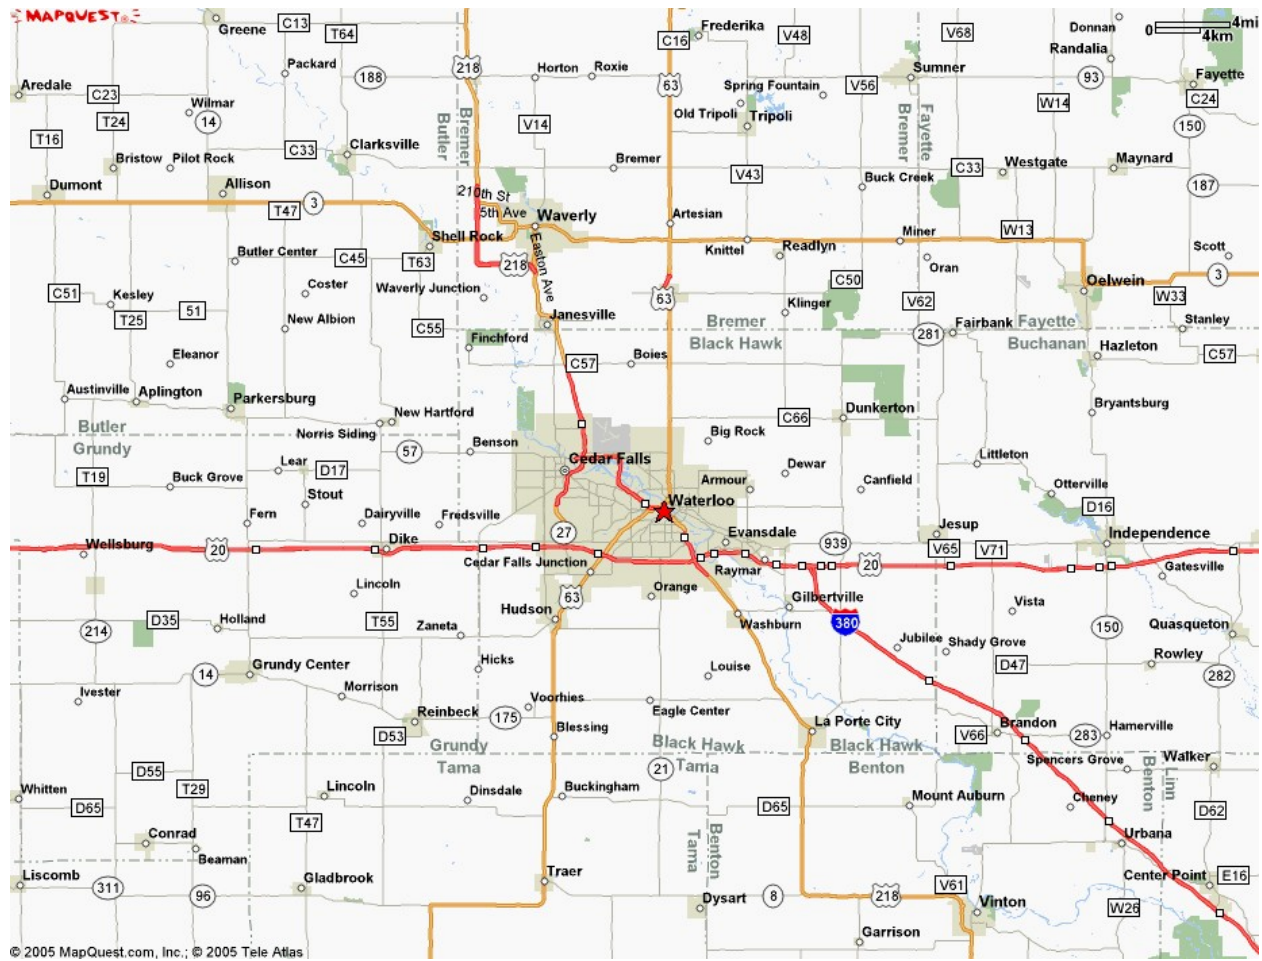 MAPQUEST
Greene
C13
T64
Frederika
C16
V48
V68
Donnan
Randalia
4mi
0
4km
Packard
188
218
Horton
Roxie
63
Spring Fountain
V56
Sumner
93
Fayette
C24
Aredale
C23
T24
Wilmar
14
T16
V14
Old Tripoli
Tripoli
W14
150
Butler
Bremer
Bremer
Fayette
C33
Clarksville
Bristow
Pilot Rock
Bremer
V43
Buck Creek
C33
Westgate
Maynard
187
Dumont
Allison
T47
3
210th St
5th Ave
Waverly
Easton Ave
Artesian
Shell Rock
Knittel
Readlyn
Miner
W13
Scott
3
Butler Center
C45
T63
218
Oran
Oelwein
C51
Kesley
Coster
Waverly Junction
63
C50
Klinger
V62
W33
T25
51
New Albion
C55
Janesville
Bremer
Black Hawk
281
Fairbank
Fayette
Buchanan
Stanley
Finchford
Eleanor
C57
Boies
Hazleton
C57
Austinville
Aplington
Parkersburg
New Hartford
C66
Dunkerton
Bryantsburg
Butler
Grundy
Norris Siding
57
Benson
Big Rock
T19
Buck Grove
Lear
D17
Cedar Falls
Dewar
Littleton
Stout
Armour
Canfield
Otterville
Waterloo
D16
Fern
Dairyville
Fredsville
27
Evansdale
939
Jesup
Independence
Wellsburg
20
Dike
Cedar Falls Junction
Raymar
20
V65
V71
Gatesville
Lincoln
Orange
63
Gilbertville
Hudson
Vista
D35
Holland
T55
Zaneta
Washburn
380
150
Quasqueton
214
Jubilee
Shady Grove
14
Grundy Center
Hicks
Louise
D47
Rowley
282
Ivester
Morrison
Voorhies
Eagle Center
Reinbeck
175
La Porte City
Brandon
D53
Blessing
V66
283
Hamerville
Grundy
Tama
Black Hawk
Tama
Black Hawk
Benton
Spencers Grove
Walker
Benton
Linn
D55
21
Whitten
T29
Lincoln
Dinsdale
Buckingham
D65
Mount Auburn
Cheney
D65
D62
T47
Tama
Benton
Conrad
Beaman
Urbana
Liscomb
311
96
Gladbrook
Traer
Center Point
E16
Dysart
8
218
V61
Vinton
W26
Garrison
© 2005 MapQuest.com, Inc.; © 2005 Tele Atlas